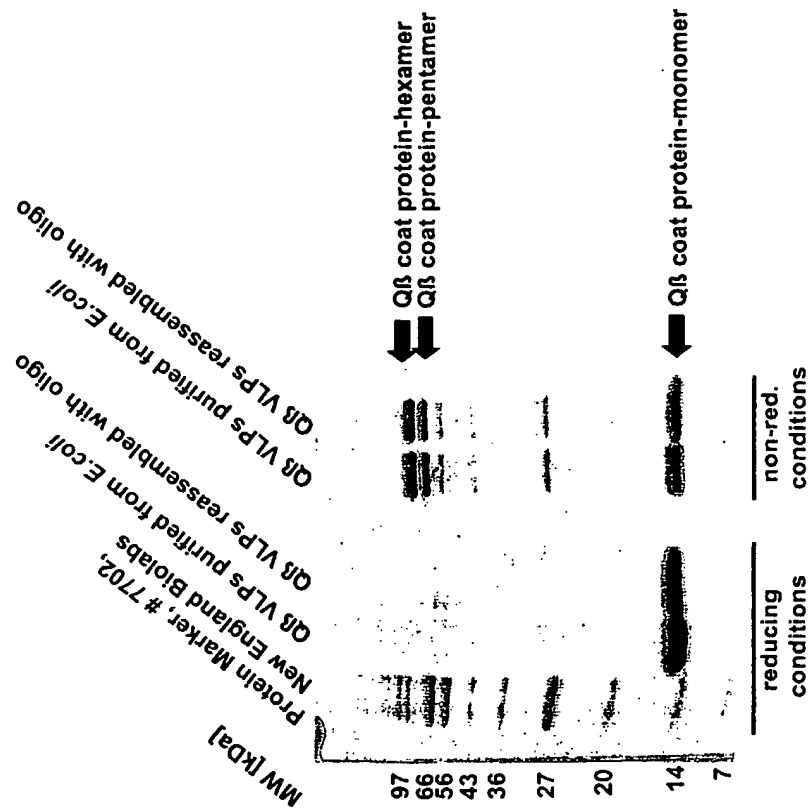 MW [kDa]
Protein Marker, # 7702,
New England Biolabs
Qß VLPs purified from E.coli
Qß VLPs reassembled with oligo
Qß VLPs purified from E.coli
Qß VLPs reassembled with oligo
97
66
56
43
36
27
20
14
7
Qß coat protein-hexamer
Qß coat protein-pentamer
Qß coat protein-monomer
reducing
conditions
non-red.
conditions